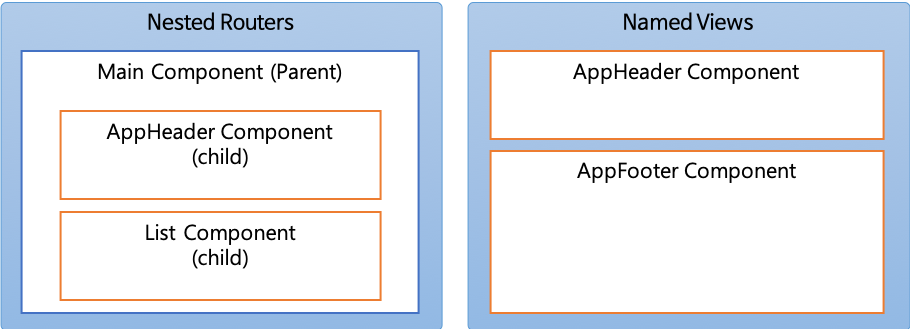 Nested Routers
Main Component (Parent)
AppHeader Component
(child)
List Component
(child)
Named Views
AppHeader Component
AppFooter Component